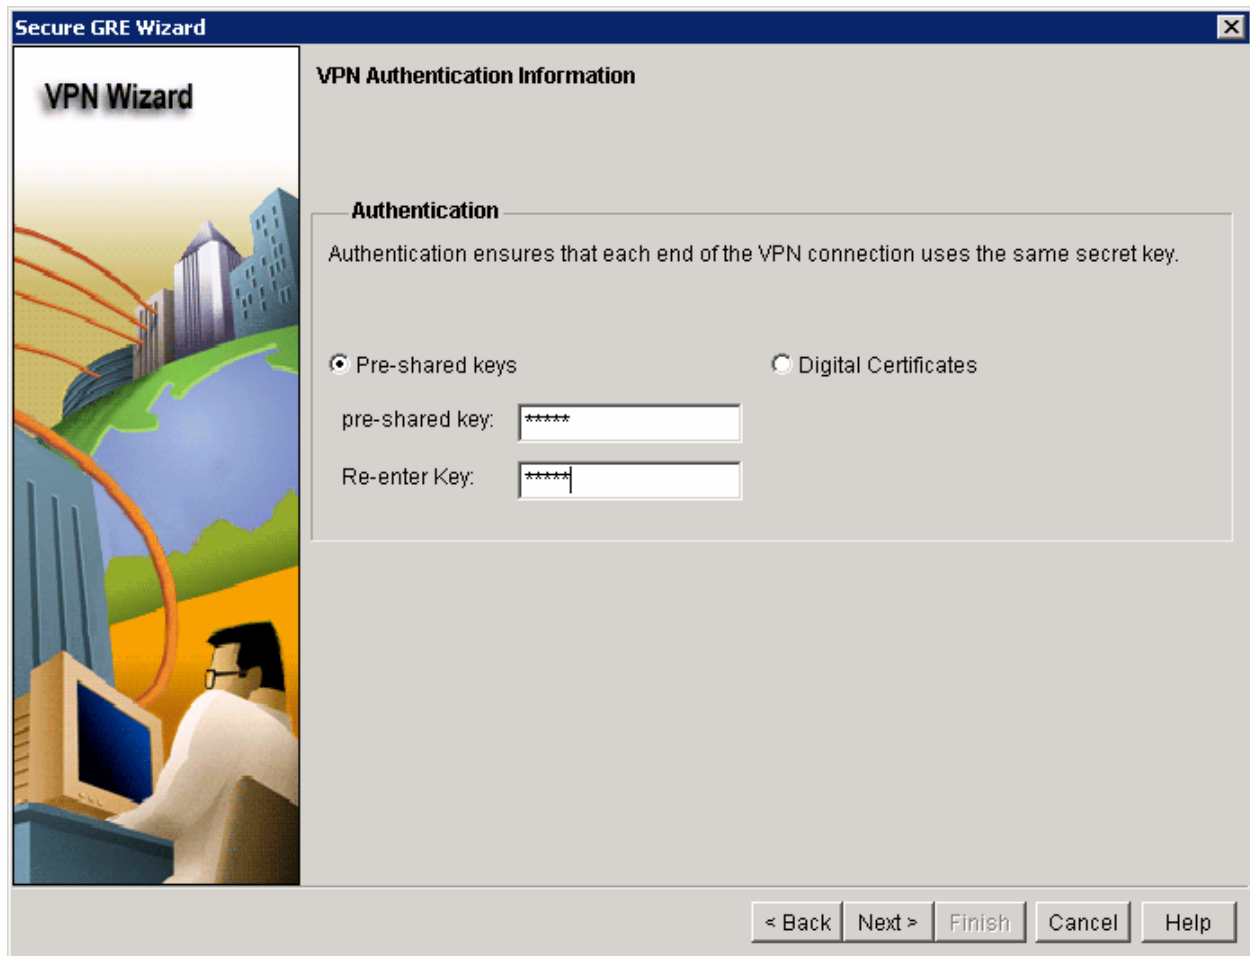 Secure GRE Wizard
VPN Wizard
VPN Authentication Information
Authentication
Authentication ensures that each end of the VPN connection uses the same secret key.
Pre-shared keys
Digital Certificates
pre-shared key: *****
Re-enter Key: *****
< Back Next > Finish Cancel Help